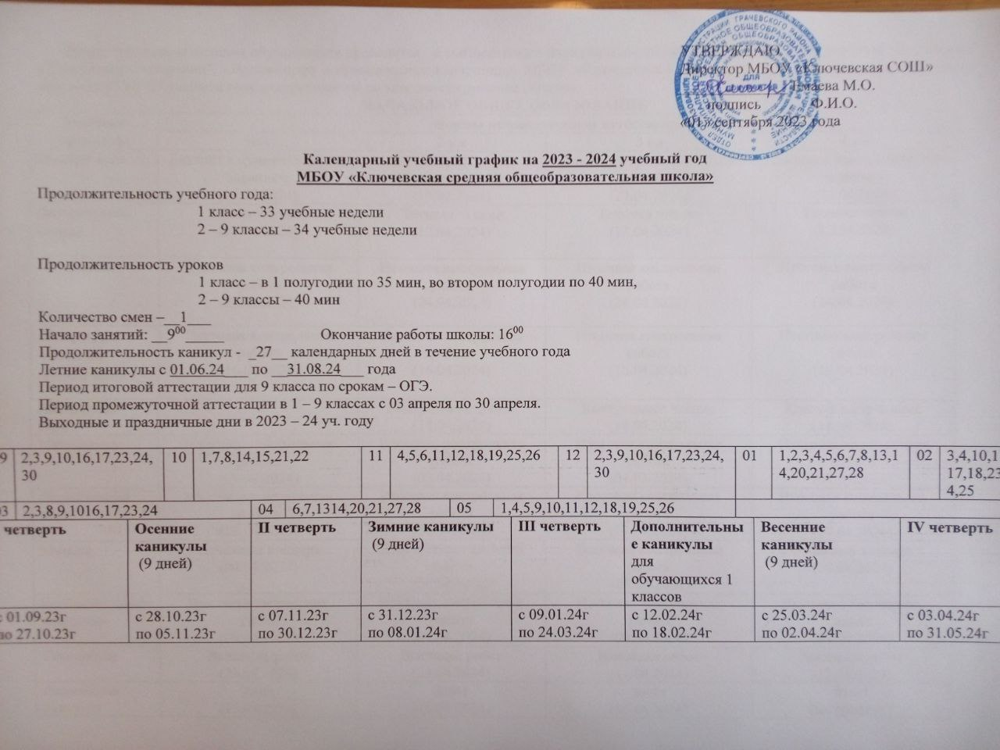 УТВЕРЖДАЮ
Директор МБОУ «Ключевская СОШ»
Емаева М.О.
подпись Ф.И.О.
«01» сентября 2023 года
Календарный учебный график на 2023 - 2024 учебный год
МБОУ «Ключевская средняя общеобразовательная школа»
Продолжительность учебного года:
1 класс – 33 учебные недели
2 – 9 классы – 34 учебные недели
Продолжительность уроков
1 класс – в 1 полугодии по 35 мин, во втором полугодии по 40 мин,
2 – 9 классы – 40 мин
Количество смен –__1___
Начало занятий: __9⁰⁰_____ Окончание работы школы: 16⁰⁰
Продолжительность каникул - _27__ календарных дней в течение учебного года
Летние каникулы с 01.06.24___ по __31.08.24___ года
Период итоговой аттестации для 9 класса по срокам – ОГЭ.
Период промежуточной аттестации в 1 – 9 классах с 03 апреля по 30 апреля.
Выходные и праздничные дни в 2023 – 24 уч. году
9 2,3,9,10,16,17,23,24, 10 1,7,8,14,15,21,22 11 4,5,6,11,12,18,19,25,26 12 2,3,9,10,16,17,23,24, 01 1,2,3,4,5,6,7,8,13,1 02 3,4,10,1
30 30 4,20,21,27,28 17,18,23
4,25
03 2,3,8,9,1016,17,23,24 04 6,7,1314,20,21,27,28 05 1,4,5,9,10,11,12,18,19,25,26
четверть Осенние II четверть Зимние каникулы III четверть Дополнительны Весенние IV четверть
каникулы (9 дней) е каникулы каникулы
(9 дней) для (9 дней)
обучающихся 1
классов
с 01.09.23г с 28.10.23г с 07.11.23г с 31.12.23г с 09.01.24г с 12.02.24г с 25.03.24г с 03.04.24г
по 27.10.23г по 05.11.23г по 30.12.23г по 08.01.24г по 24.03.24г по 18.02.24г по 02.04.24г по 31.05.24г